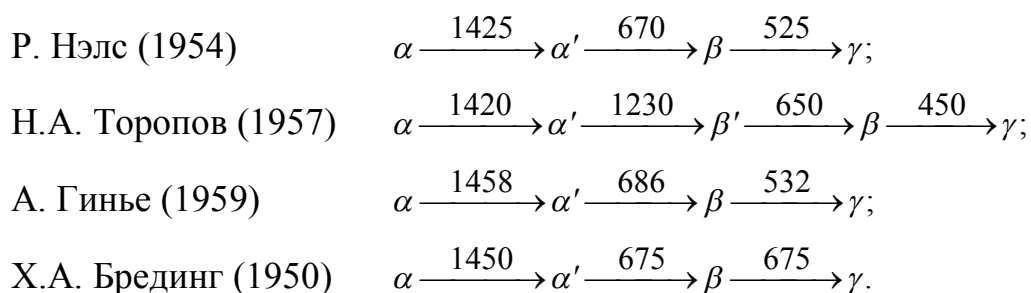 Р. Нэлс (1954) α —1425→ α′ —670→ β —525→ γ;
Н.А. Торопов (1957) α —1420→ α′ —1230→ β′ —650→ β —450→ γ;
А. Гинье (1959) α —1458→ α′ —686→ β —532→ γ;
Х.А. Брединг (1950) α —1450→ α′ —675→ β —675→ γ.